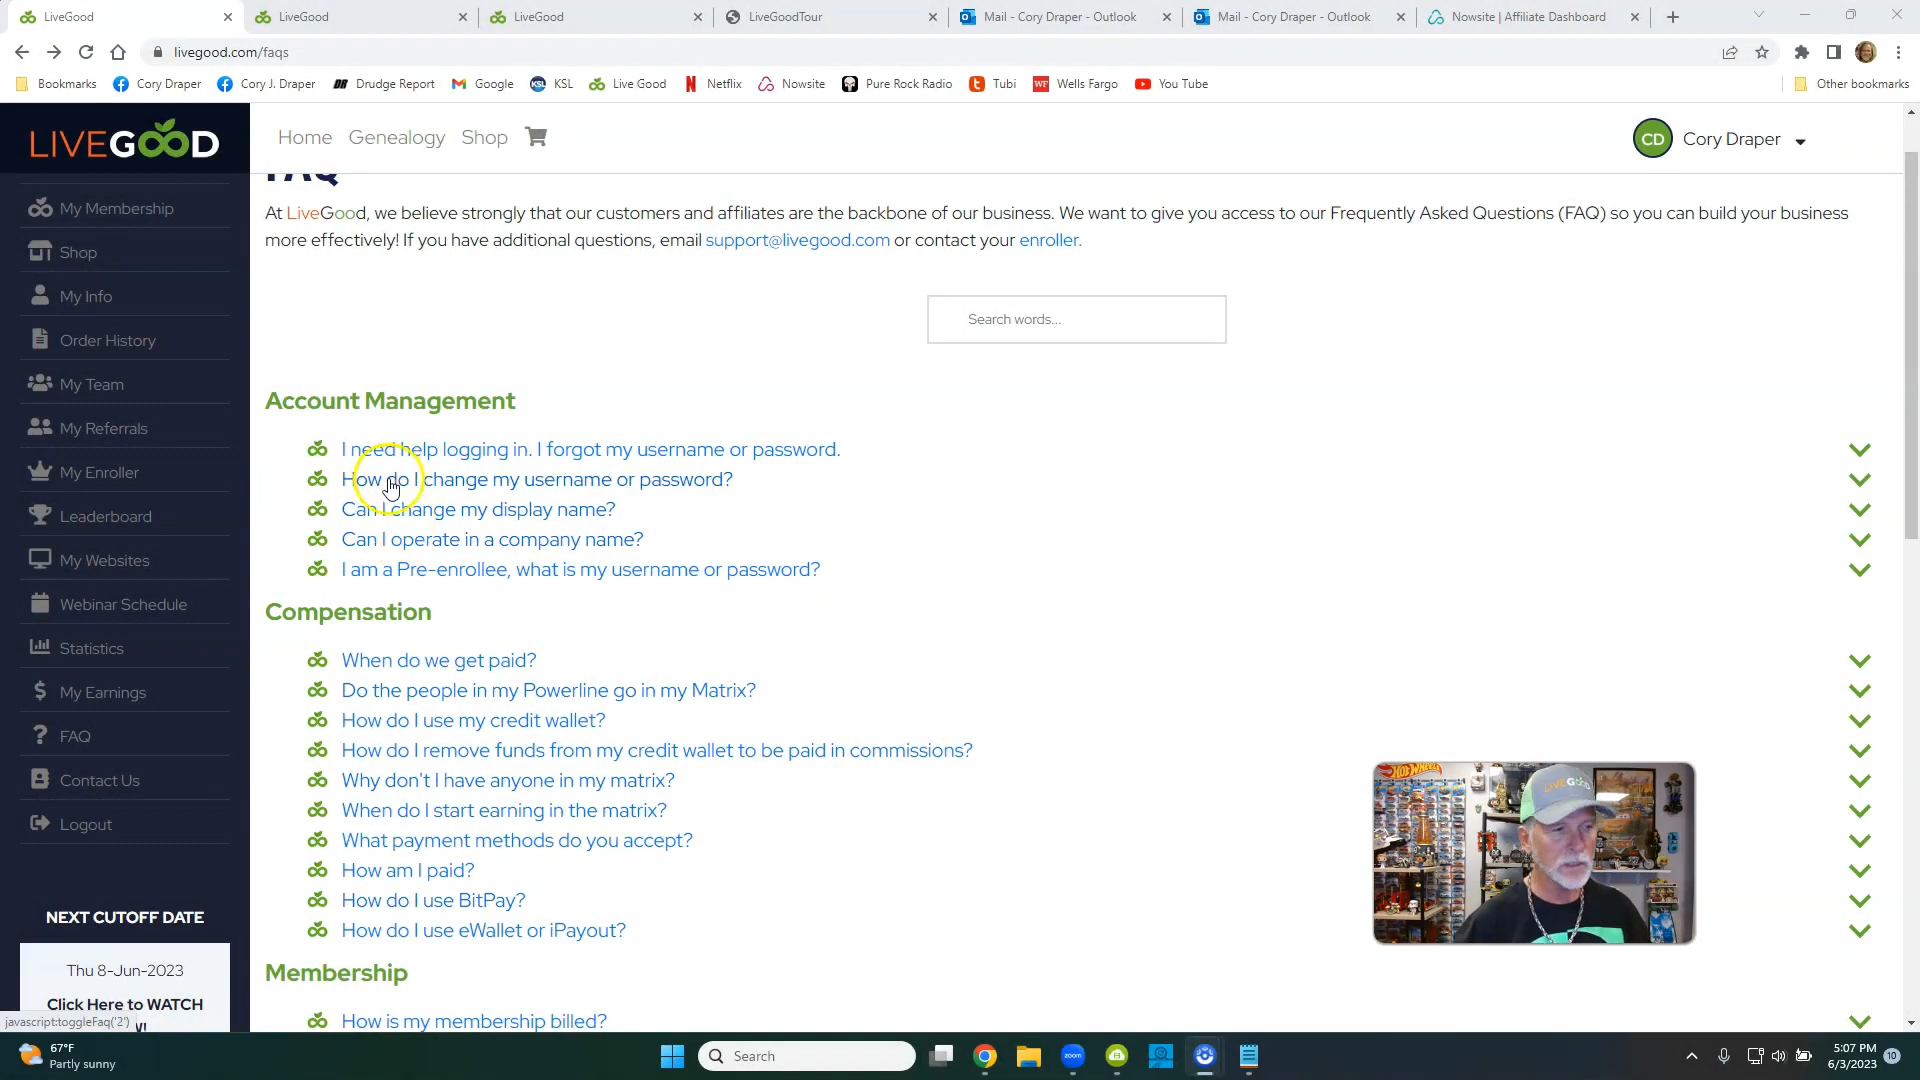 LiveGood
LiveGood
LiveGood
LiveGoodTour
Mail - Cory Draper - Outlook
Mail - Cory Draper - Outlook
Nowsite | Affiliate Dashboard
livegood.com/faqs
Bookmarks
Cory Draper
Cory J. Draper
DR Drudge Report
Google
KSL KSL
Live Good
Netflix
Nowsite
Pure Rock Radio
Tubi
WF Wells Fargo
You Tube
Other bookmarks
LIVEGOOD
Home
Genealogy
Shop
CD Cory Draper
My Membership
Shop
My Info
Order History
My Team
My Referrals
My Enroller
Leaderboard
My Websites
Webinar Schedule
Statistics
My Earnings
FAQ
Contact Us
Logout
NEXT CUTOFF DATE
Thu 8-Jun-2023
Click Here to WATCH
javascript:toggleFaq('2')
FAQ
At LiveGood, we believe strongly that our customers and affiliates are the backbone of our business. We want to give you access to our Frequently Asked Questions (FAQ) so you can build your business
more effectively! If you have additional questions, email support@livegood.com or contact your enroller.
Search words...
Account Management
I need help logging in. I forgot my username or password.
How do I change my username or password?
Can I change my display name?
Can I operate in a company name?
I am a Pre-enrollee, what is my username or password?
Compensation
When do we get paid?
Do the people in my Powerline go in my Matrix?
How do I use my credit wallet?
How do I remove funds from my credit wallet to be paid in commissions?
Why don't I have anyone in my matrix?
When do I start earning in the matrix?
What payment methods do you accept?
How am I paid?
How do I use BitPay?
How do I use eWallet or iPayout?
Membership
How is my membership billed?
HOT WHEELS
LIVEGOOD
67°F
Partly sunny
Search
zoom
5:07 PM
6/3/2023
10